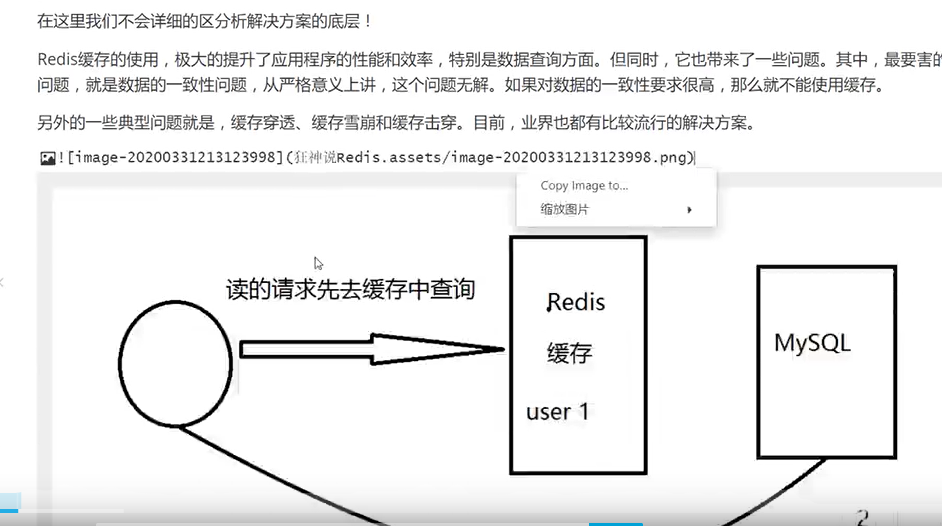 在这里我们不会详细的区分析解决方案的底层！
Redis缓存的使用，极大的提升了应用程序的性能和效率，特别是数据查询方面。但同时，它也带来了一些问题。其中，最要害的
问题，就是数据的一致性问题，从严格意义上讲，这个问题无解。如果对数据的一致性要求很高，那么就不能使用缓存。
另外的一些典型问题就是，缓存穿透、缓存雪崩和缓存击穿。目前，业界也都有比较流行的解决方案。
![image-20200331213123998](狂神说Redis.assets/image-20200331213123998.png)
Copy Image to...
缩放图片
读的请求先去缓存中查询
Redis
缓存
user 1
MySQL
2